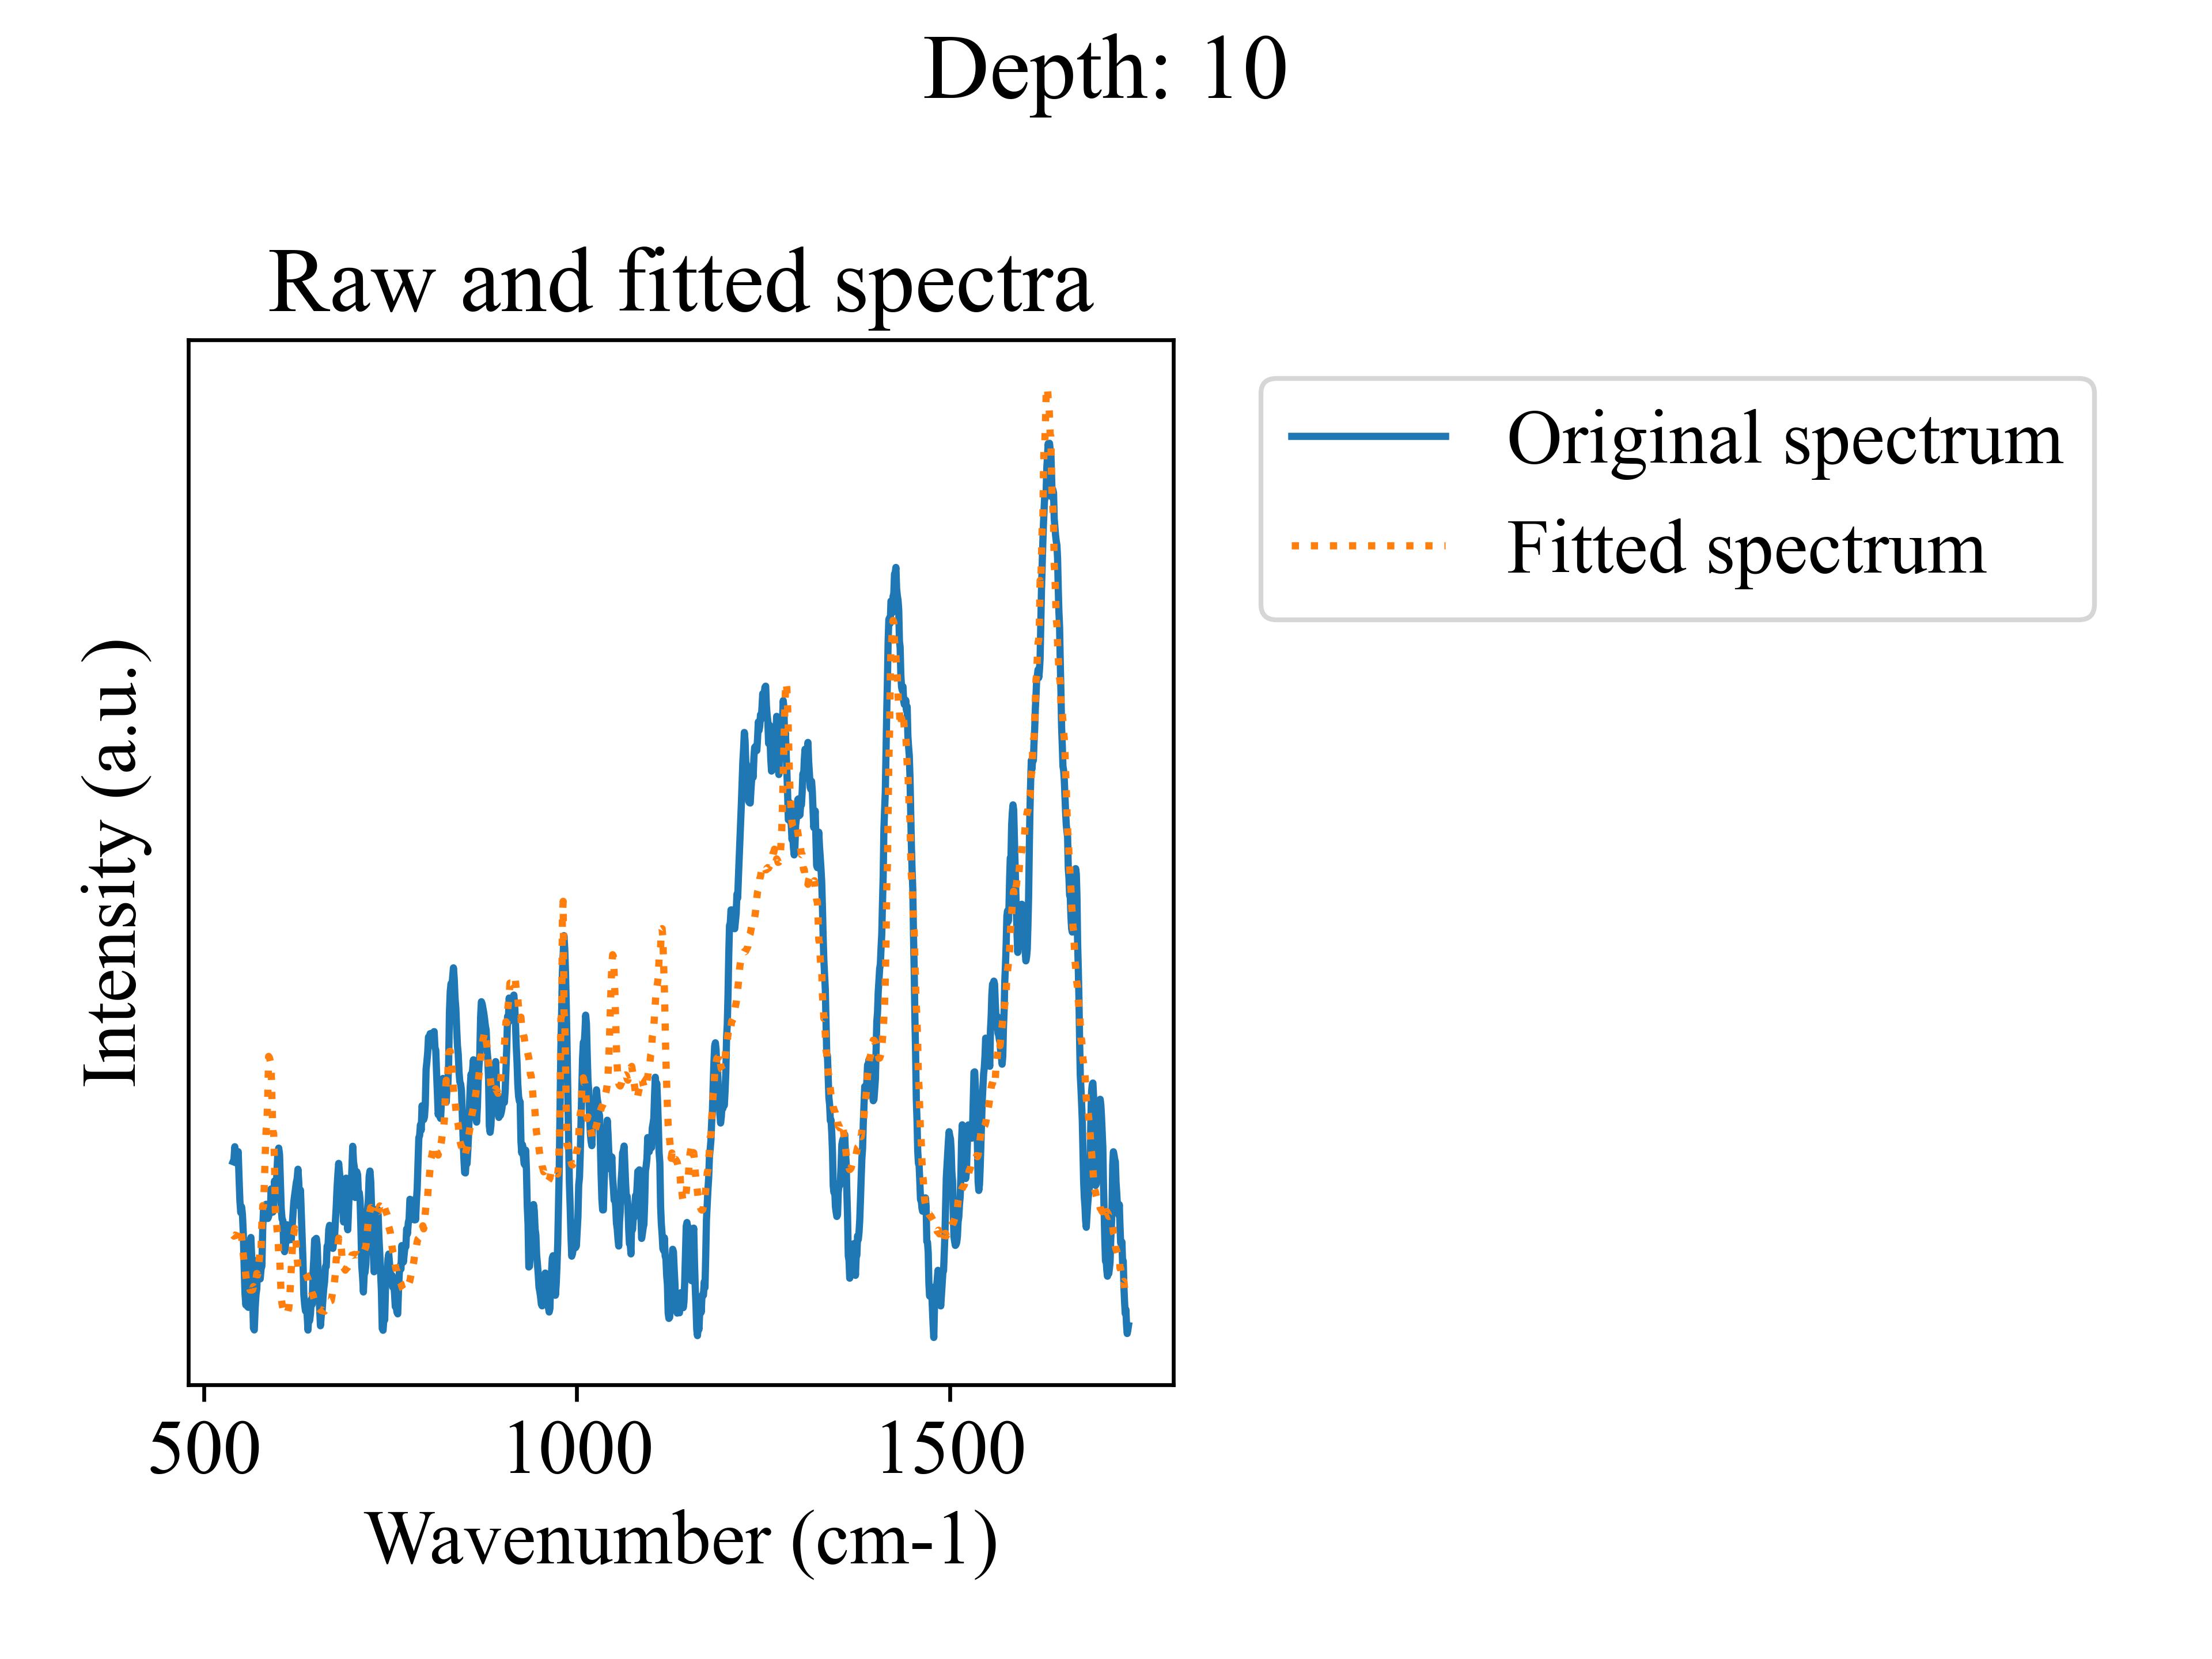 Depth: 10
Raw and fitted spectra
Original spectrum
Fitted spectrum
Intensity (a.u.)
500 1000 1500
Wavenumber (cm-1)